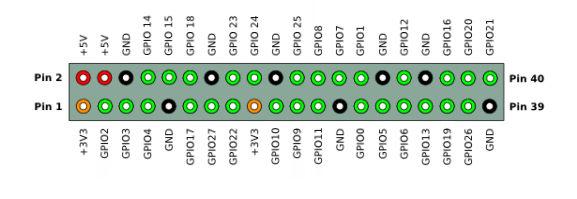 +5V
+5V
GND
GPIO 14
GPIO 15
GPIO 18
GND
GPIO 23
GPIO 24
GND
GPIO 25
GPIO8
GPIO7
GPIO1
GND
GPIO12
GND
GPIO16
GPIO20
GPIO21
Pin 2
Pin 40
Pin 1
Pin 39
+3V3
GPIO2
GPIO3
GPIO4
GND
GPIO17
GPIO27
GPIO22
+3V3
GPIO10
GPIO9
GPIO11
GND
GPIO0
GPIO5
GPIO6
GPIO13
GPIO19
GPIO26
GND